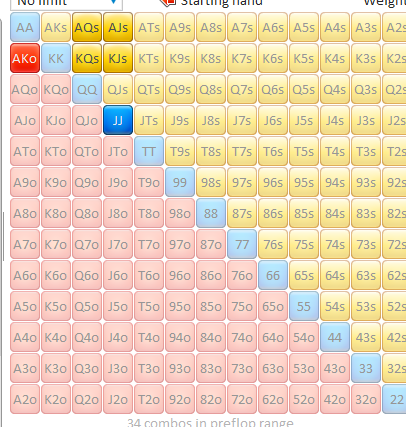 No limit Starting hand Weight
AA AKs AQs AJs ATs A9s A8s A7s A6s A5s A4s A3s A2s
AKo KK KQs KJs KTs K9s K8s K7s K6s K5s K4s K3s K2s
AQo KQo QQ QJs QTs Q9s Q8s Q7s Q6s Q5s Q4s Q3s Q2s
AJo KJo QJo JJ JTs J9s J8s J7s J6s J5s J4s J3s J2s
ATo KTo QTo JTo TT T9s T8s T7s T6s T5s T4s T3s T2s
A9o K9o Q9o J9o T9o 99 98s 97s 96s 95s 94s 93s 92s
A8o K8o Q8o J8o T8o 98o 88 87s 86s 85s 84s 83s 82s
A7o K7o Q7o J7o T7o 97o 87o 77 76s 75s 74s 73s 72s
A6o K6o Q6o J6o T6o 96o 86o 76o 66 65s 64s 63s 62s
A5o K5o Q5o J5o T5o 95o 85o 75o 65o 55 54s 53s 52s
A4o K4o Q4o J4o T4o 94o 84o 74o 64o 54o 44 43s 42s
A3o K3o Q3o J3o T3o 93o 83o 73o 63o 53o 43o 33 32s
A2o K2o Q2o J2o T2o 92o 82o 72o 62o 52o 42o 32o 22
34 combos in preflop range